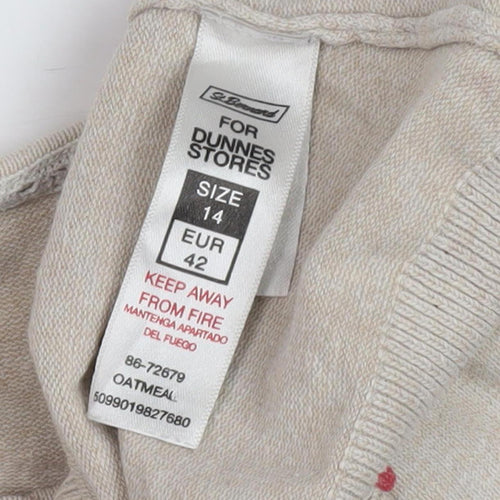 St. Bernard
FOR
DUNNES
STORES
SIZE
14
EUR
42
KEEP AWAY
FROM FIRE
MANTENGA APARTADO
DEL FUEGO
86-72679
OATMEAL
5099019827680